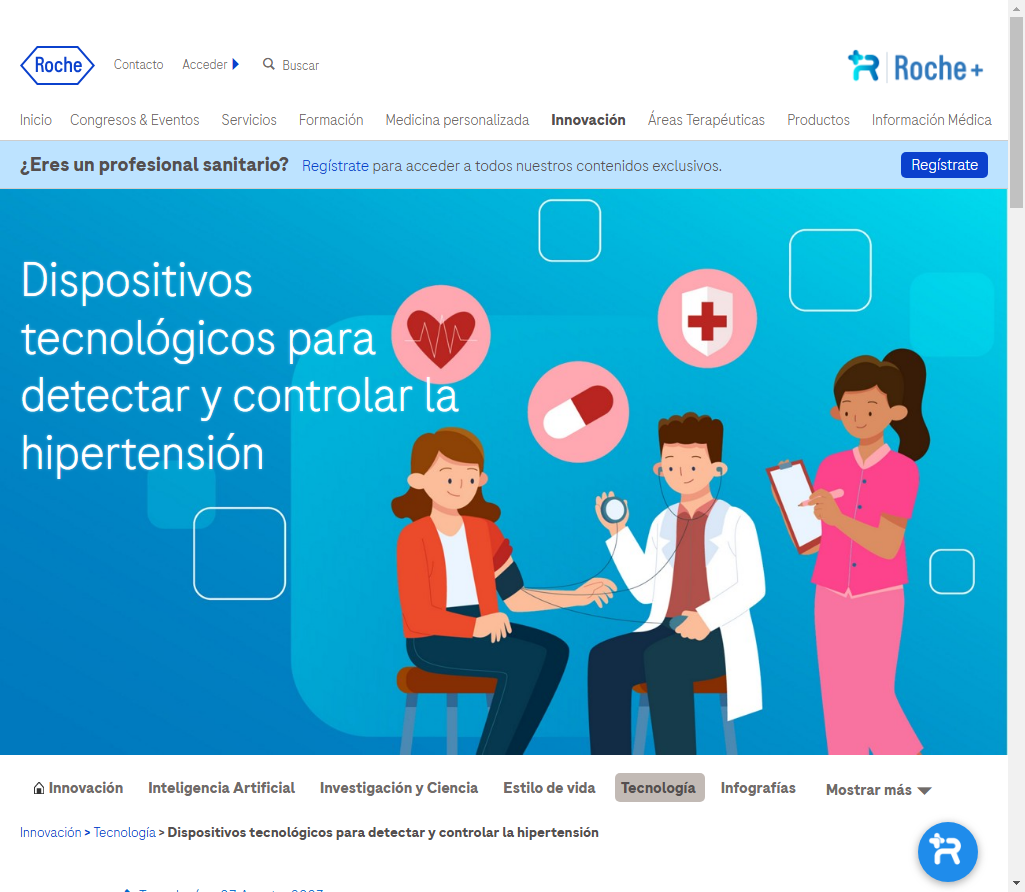 Roche
Contacto
Acceder
Buscar
Roche+
Inicio
Congresos & Eventos
Servicios
Formación
Medicina personalizada
Innovación
Áreas Terapéuticas
Productos
Información Médica
¿Eres un profesional sanitario? Regístrate para acceder a todos nuestros contenidos exclusivos.
Regístrate
Dispositivos
tecnológicos para
detectar y controlar la
hipertensión
Innovación
Inteligencia Artificial
Investigación y Ciencia
Estilo de vida
Tecnología
Infografías
Mostrar más
Innovación > Tecnología > Dispositivos tecnológicos para detectar y controlar la hipertensión